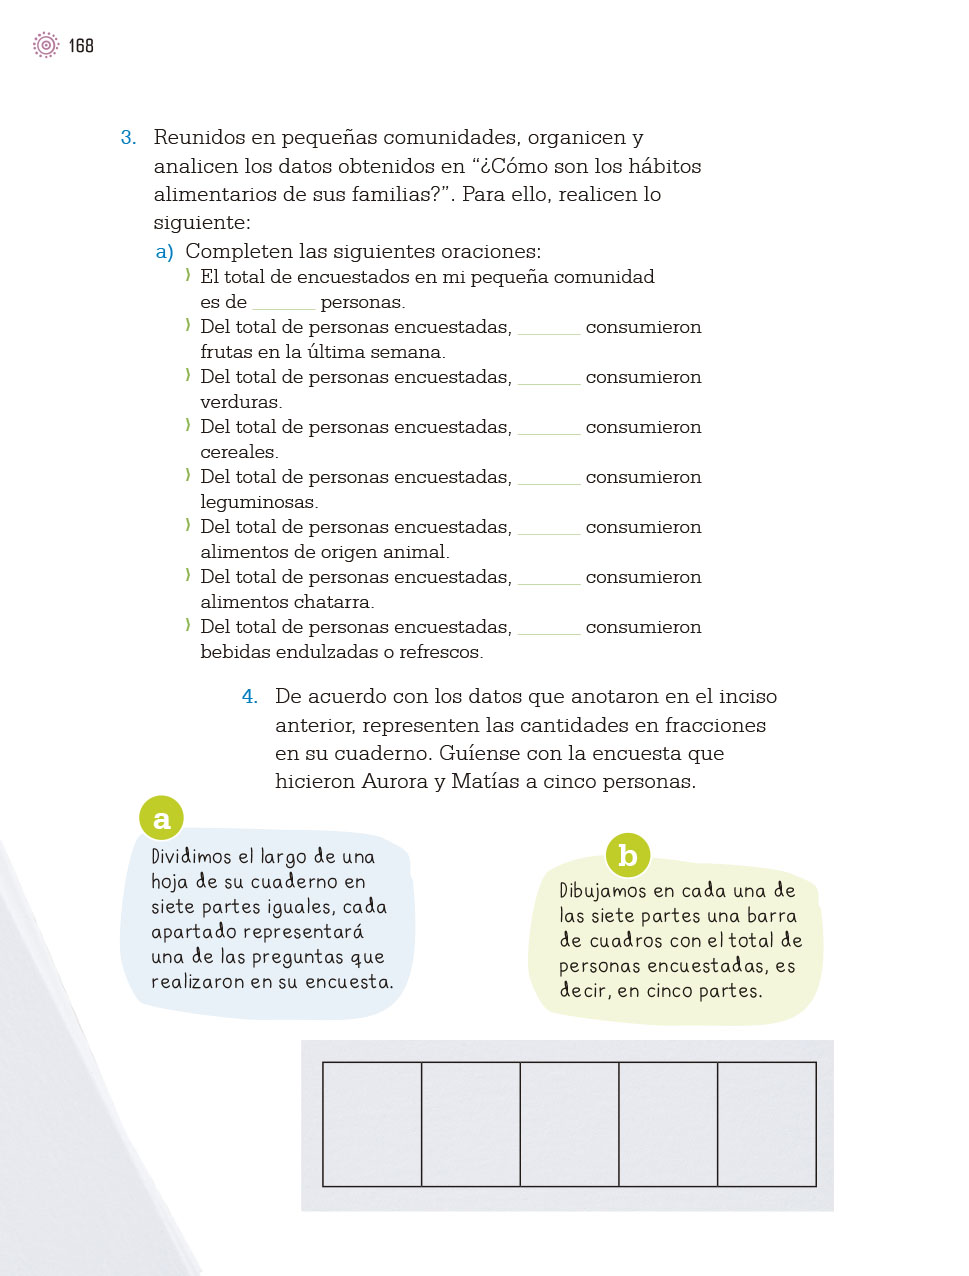 168
3. Reunidos en pequeñas comunidades, organicen y
analicen los datos obtenidos en “¿Cómo son los hábitos
alimentarios de sus familias?”. Para ello, realicen lo
siguiente:
a) Completen las siguientes oraciones:
⟩ El total de encuestados en mi pequeña comunidad
es de ______ personas.
⟩ Del total de personas encuestadas, ______ consumieron
frutas en la última semana.
⟩ Del total de personas encuestadas, ______ consumieron
verduras.
⟩ Del total de personas encuestadas, ______ consumieron
cereales.
⟩ Del total de personas encuestadas, ______ consumieron
leguminosas.
⟩ Del total de personas encuestadas, ______ consumieron
alimentos de origen animal.
⟩ Del total de personas encuestadas, ______ consumieron
alimentos chatarra.
⟩ Del total de personas encuestadas, ______ consumieron
bebidas endulzadas o refrescos.
4. De acuerdo con los datos que anotaron en el inciso
anterior, representen las cantidades en fracciones
en su cuaderno. Guíense con la encuesta que
hicieron Aurora y Matías a cinco personas.
a
Dividimos el largo de una
hoja de su cuaderno en
siete partes iguales, cada
apartado representará
una de las preguntas que
realizaron en su encuesta.
b
Dibujamos en cada una de
las siete partes una barra
de cuadros con el total de
personas encuestadas, es
decir, en cinco partes.